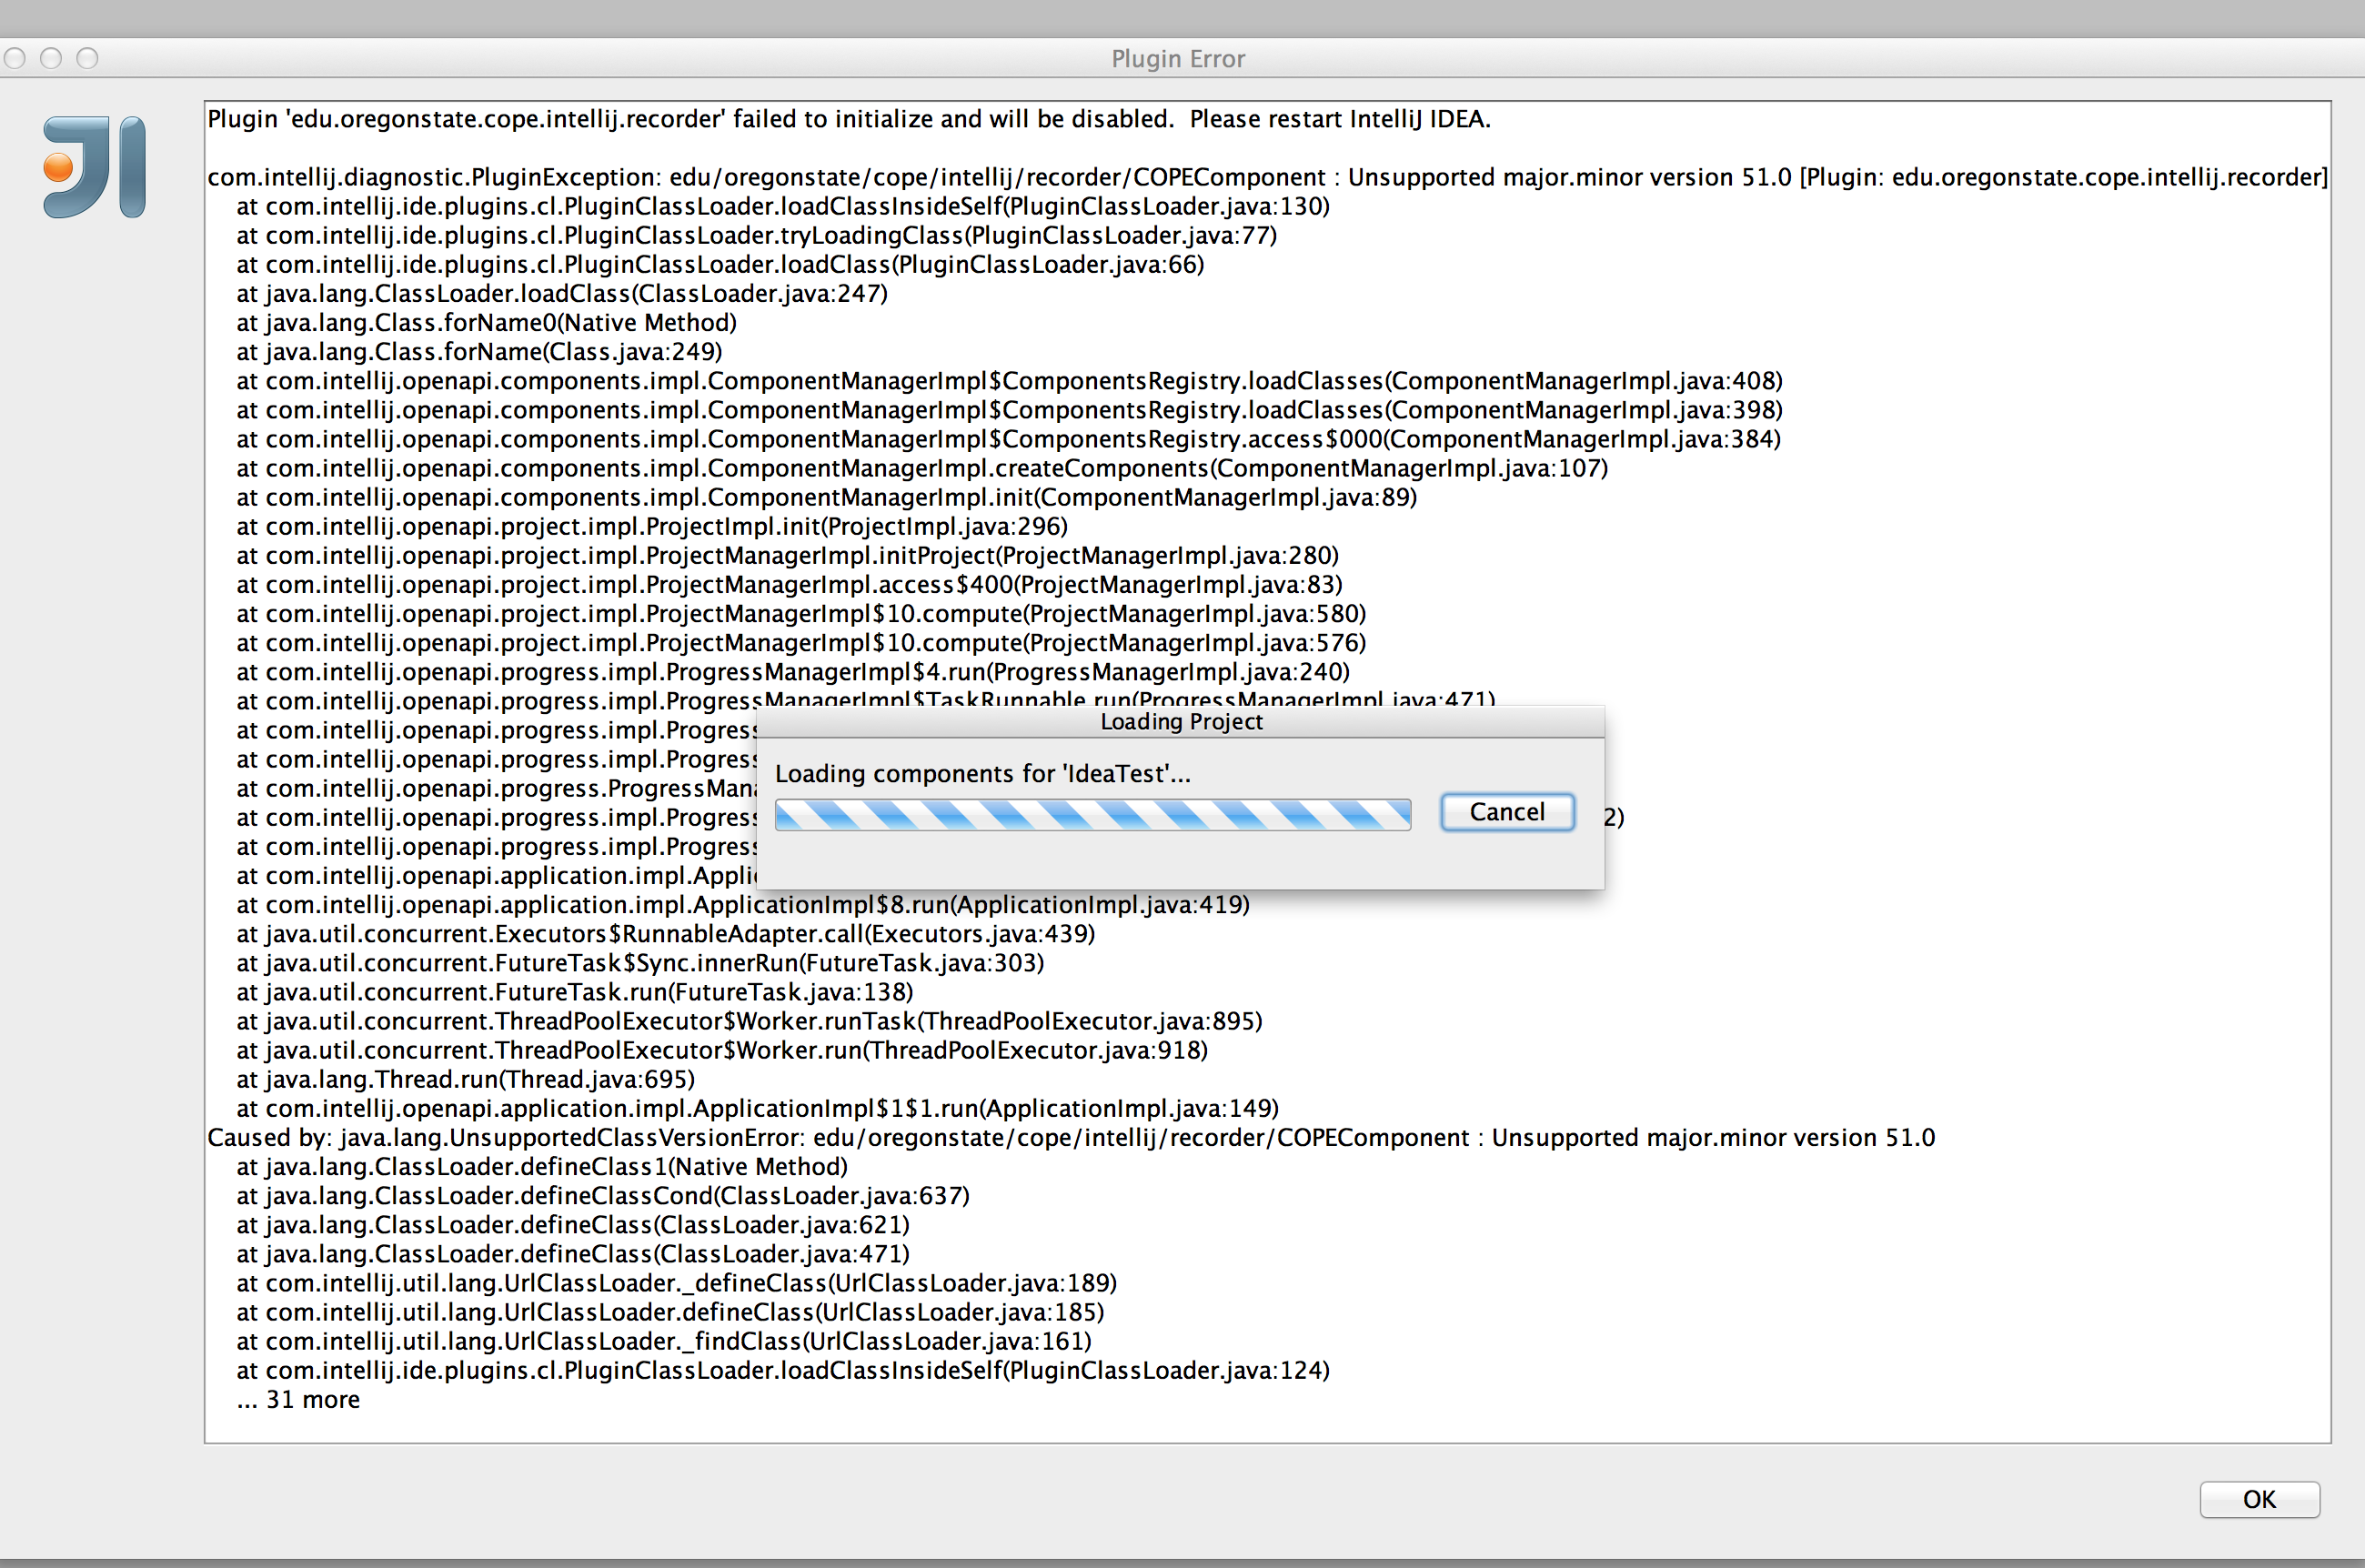 Plugin Error
Plugin 'edu.oregonstate.cope.intellij.recorder' failed to initialize and will be disabled.  Please restart IntelliJ IDEA.
com.intellij.diagnostic.PluginException: edu/oregonstate/cope/intellij/recorder/COPEComponent : Unsupported major.minor version 51.0 [Plugin: edu.oregonstate.cope.intellij.recorder]
at com.intellij.ide.plugins.cl.PluginClassLoader.loadClassInsideSelf(PluginClassLoader.java:130)
at com.intellij.ide.plugins.cl.PluginClassLoader.tryLoadingClass(PluginClassLoader.java:77)
at com.intellij.ide.plugins.cl.PluginClassLoader.loadClass(PluginClassLoader.java:66)
at java.lang.ClassLoader.loadClass(ClassLoader.java:247)
at java.lang.Class.forName0(Native Method)
at java.lang.Class.forName(Class.java:249)
at com.intellij.openapi.components.impl.ComponentManagerImpl$ComponentsRegistry.loadClasses(ComponentManagerImpl.java:408)
at com.intellij.openapi.components.impl.ComponentManagerImpl$ComponentsRegistry.loadClasses(ComponentManagerImpl.java:398)
at com.intellij.openapi.components.impl.ComponentManagerImpl$ComponentsRegistry.access$000(ComponentManagerImpl.java:384)
at com.intellij.openapi.components.impl.ComponentManagerImpl.createComponents(ComponentManagerImpl.java:107)
at com.intellij.openapi.components.impl.ComponentManagerImpl.init(ComponentManagerImpl.java:89)
at com.intellij.openapi.project.impl.ProjectImpl.init(ProjectImpl.java:296)
at com.intellij.openapi.project.impl.ProjectManagerImpl.initProject(ProjectManagerImpl.java:280)
at com.intellij.openapi.project.impl.ProjectManagerImpl.access$400(ProjectManagerImpl.java:83)
at com.intellij.openapi.project.impl.ProjectManagerImpl$10.compute(ProjectManagerImpl.java:580)
at com.intellij.openapi.project.impl.ProjectManagerImpl$10.compute(ProjectManagerImpl.java:576)
at com.intellij.openapi.progress.impl.ProgressManagerImpl$4.run(ProgressManagerImpl.java:240)
at com.intellij.openapi.progress.impl.ProgressManagerImpl$TaskRunnable.run(ProgressManagerImpl.java:471)
at com.intellij.openapi.progress.impl.Progress
at com.intellij.openapi.progress.impl.Progress
at com.intellij.openapi.progress.ProgressMana
at com.intellij.openapi.progress.impl.Progress 2)
at com.intellij.openapi.progress.impl.Progress
at com.intellij.openapi.application.impl.Appli
Loading Project
Loading components for 'IdeaTest'...
Cancel
at com.intellij.openapi.application.impl.ApplicationImpl$8.run(ApplicationImpl.java:419)
at java.util.concurrent.Executors$RunnableAdapter.call(Executors.java:439)
at java.util.concurrent.FutureTask$Sync.innerRun(FutureTask.java:303)
at java.util.concurrent.FutureTask.run(FutureTask.java:138)
at java.util.concurrent.ThreadPoolExecutor$Worker.runTask(ThreadPoolExecutor.java:895)
at java.util.concurrent.ThreadPoolExecutor$Worker.run(ThreadPoolExecutor.java:918)
at java.lang.Thread.run(Thread.java:695)
at com.intellij.openapi.application.impl.ApplicationImpl$1$1.run(ApplicationImpl.java:149)
Caused by: java.lang.UnsupportedClassVersionError: edu/oregonstate/cope/intellij/recorder/COPEComponent : Unsupported major.minor version 51.0
at java.lang.ClassLoader.defineClass1(Native Method)
at java.lang.ClassLoader.defineClassCond(ClassLoader.java:637)
at java.lang.ClassLoader.defineClass(ClassLoader.java:621)
at java.lang.ClassLoader.defineClass(ClassLoader.java:471)
at com.intellij.util.lang.UrlClassLoader._defineClass(UrlClassLoader.java:189)
at com.intellij.util.lang.UrlClassLoader.defineClass(UrlClassLoader.java:185)
at com.intellij.util.lang.UrlClassLoader._findClass(UrlClassLoader.java:161)
at com.intellij.ide.plugins.cl.PluginClassLoader.loadClassInsideSelf(PluginClassLoader.java:124)
... 31 more
OK